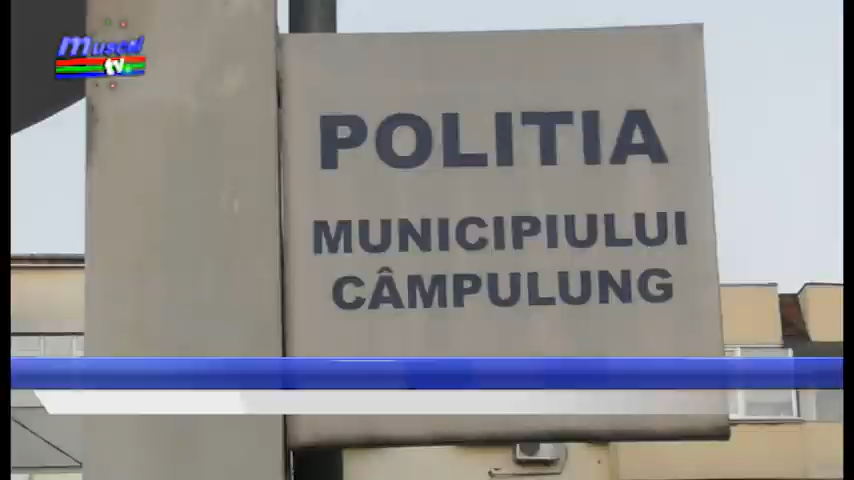 Muscel
tv.
POLITIA
MUNICIPIULUI
CÂMPULUNG